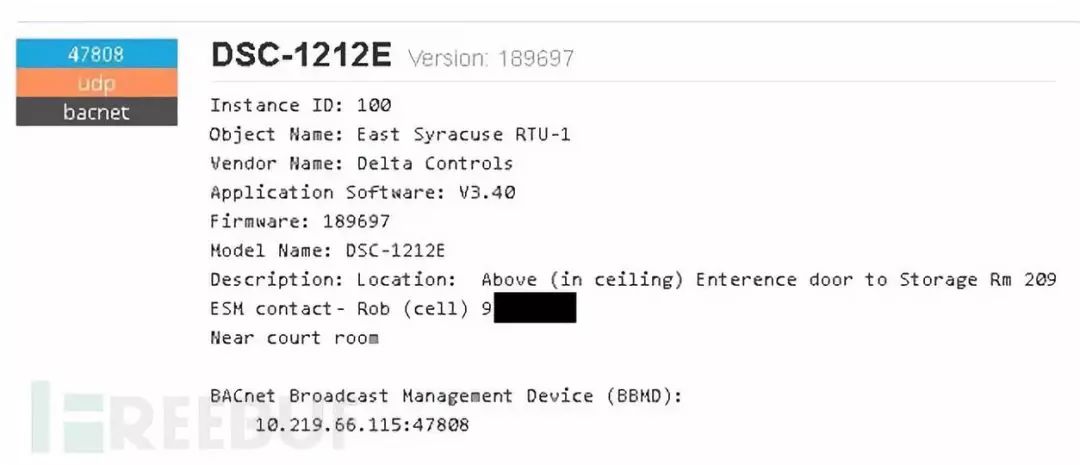 47808
udp
bacnet
DSC-1212E Version: 189697
Instance ID: 100
Object Name: East Syracuse RTU-1
Vendor Name: Delta Controls
Application Software: V3.40
Firmware: 189697
Model Name: DSC-1212E
Description: Location: Above (in ceiling) Enterence door to Storage Rm 209
ESM contact- Rob (cell) 9
Near court room
BACnet Broadcast Management Device (BBMD):
10.219.66.115:47808
FREEBUF